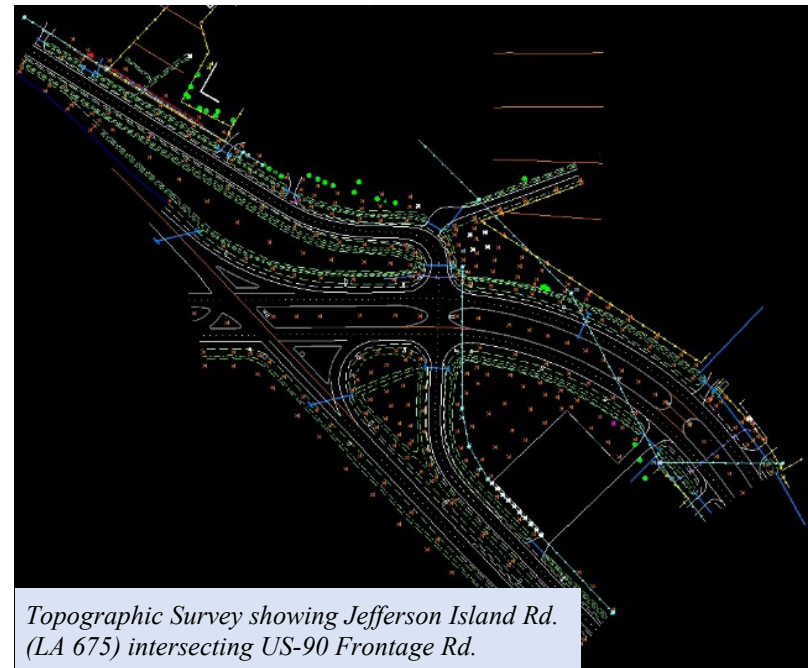 Topographic Survey showing Jefferson Island Rd.
(LA 675) intersecting US-90 Frontage Rd.